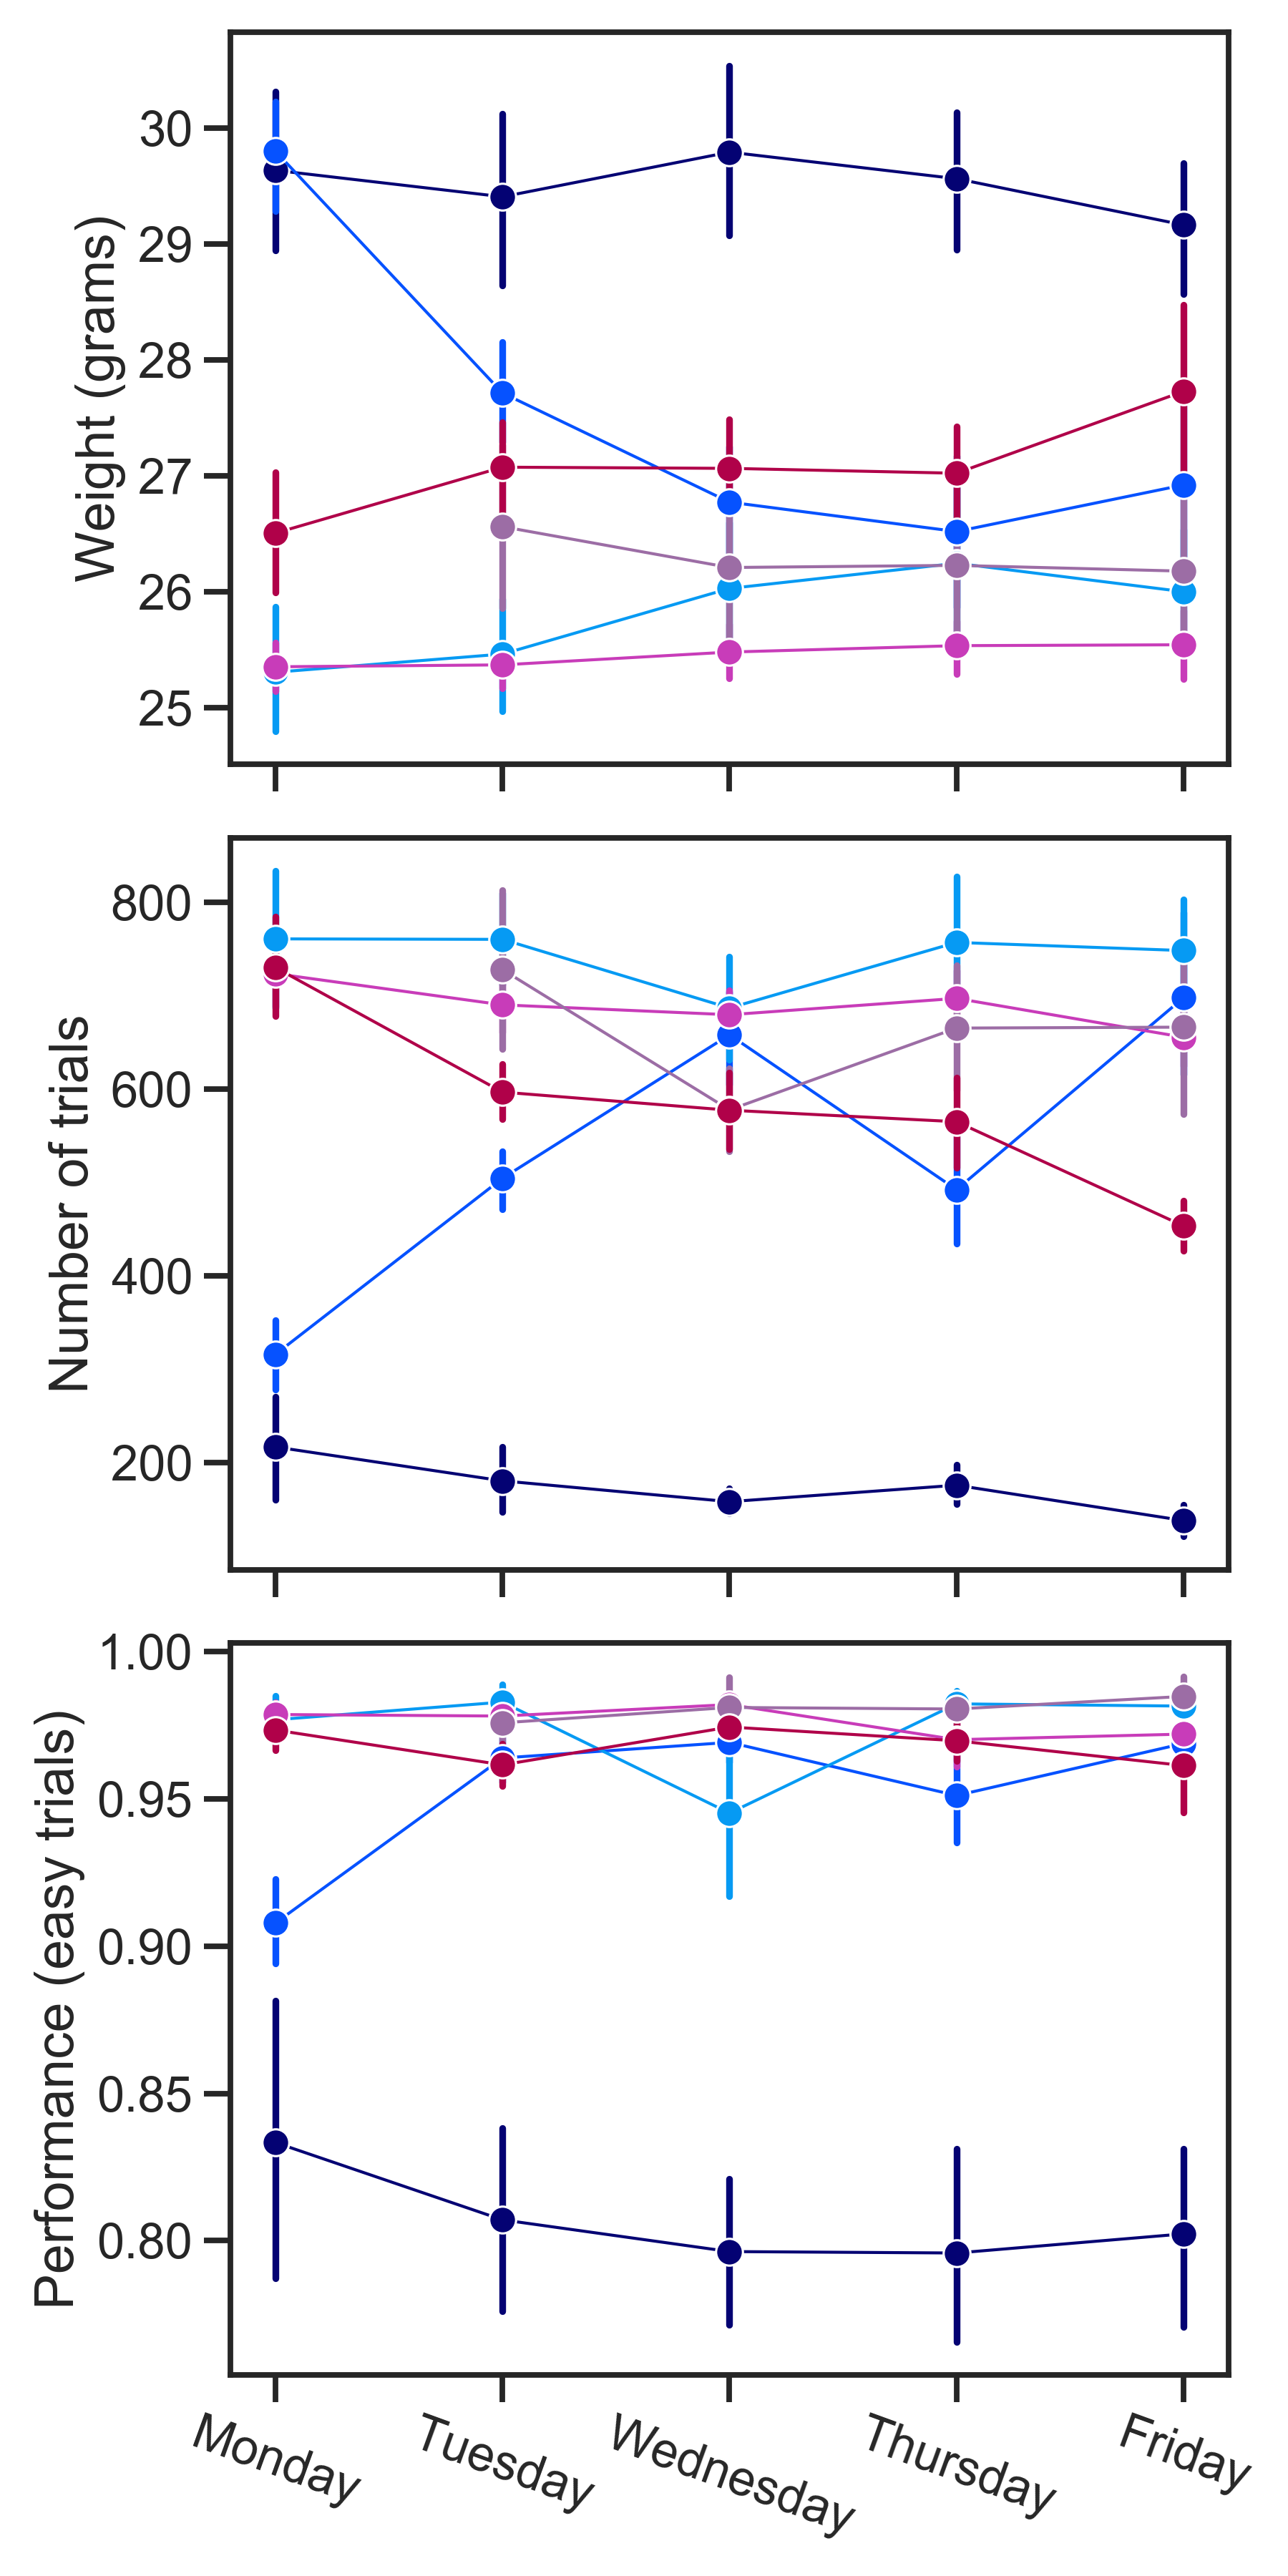 Weight (grams)
30
29
28
27
26
25
Number of trials
800
600
400
200
Performance (easy trials)
1.00
0.95
0.90
0.85
0.80
Monday
Tuesday
Wednesday
Thursday
Friday